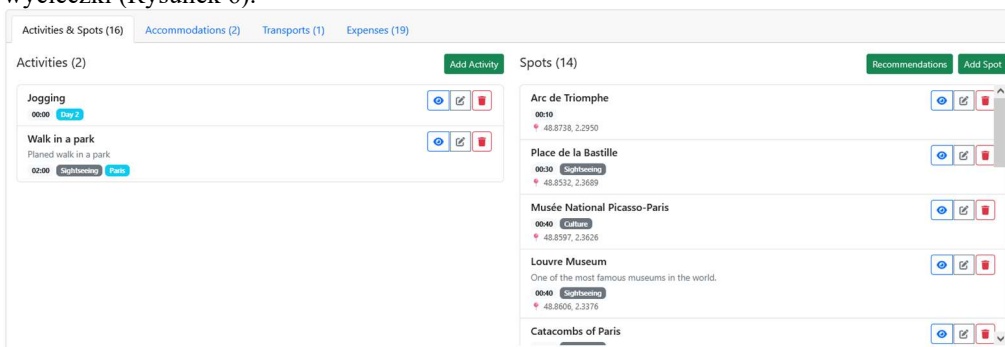 wycieczki (Rysunek 6).
Activities & Spots (16) Accommodations (2) Transports (1) Expenses (19)
Activities (2) Add Activity
Jogging
00:00 Day 2
Walk in a park
Planed walk in a park
02:00 Sightseeing Paris
Spots (14) Recommendations Add Spot
Arc de Triomphe
00:10
48.8738, 2.2950
Place de la Bastille
00:30 Sightseeing
48.8532, 2.3689
Musée National Picasso-Paris
00:40 Culture
48.8597, 2.3626
Louvre Museum
One of the most famous museums in the world.
00:40 Sightseeing
48.8606, 2.3376
Catacombs of Paris